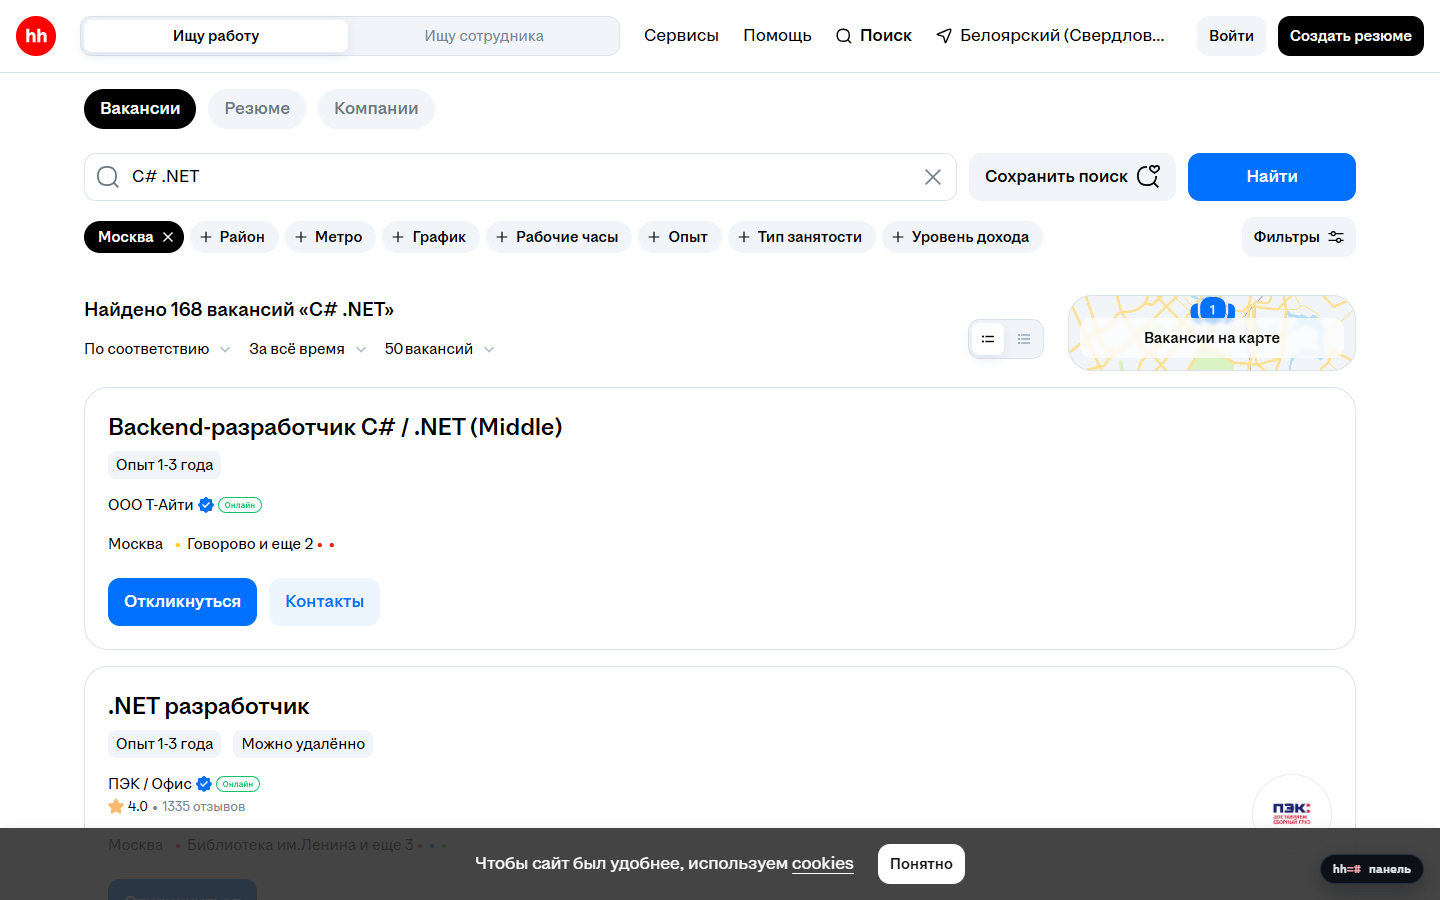 hh
Ищу работу
Ищу сотрудника
Сервисы
Помощь
Поиск
Белоярский (Свердлов...
Войти
Создать резюме
Вакансии
Резюме
Компании
C# .NET
Сохранить поиск
Найти
Москва
Район
Метро
График
Рабочие часы
Опыт
Тип занятости
Уровень дохода
Фильтры
Найдено 168 вакансий «C# .NET»
По соответствию
За всё время
50 вакансий
1
Вакансии на карте
Backend-разработчик C# / .NET (Middle)
Опыт 1-3 года
ООО Т-Айти
Онлайн
Москва
Говорово и еще 2
.NET разработчик
Опыт 1-3 года
Можно удалённо
ПЭК / Офис
Онлайн
4.0 • 1335 отзывов
ПЭК:
ДОСТАВЛЯЕМ
СБОРНЫЙ ГРУЗ
Москва
Библиотека им.Ленина и еще 3
Чтобы сайт был удобнее, используем cookies
Понятно
hh=# панель